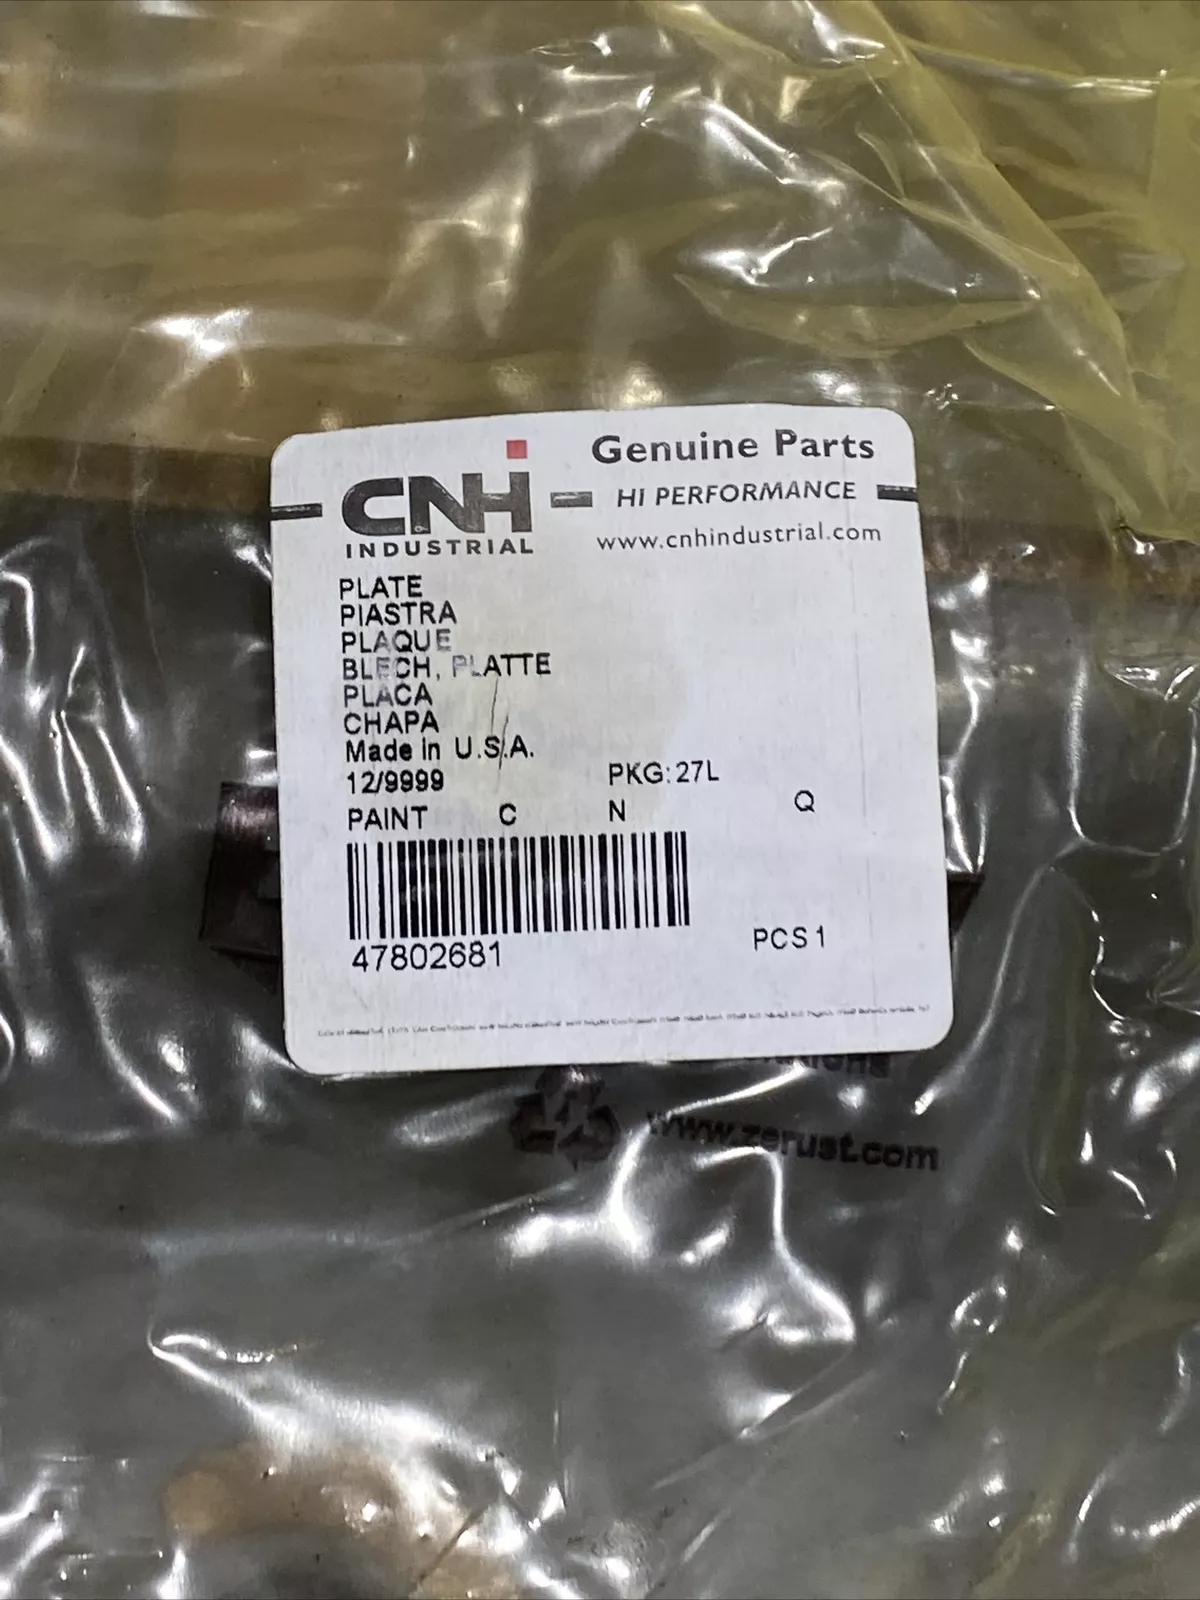 CNH
INDUSTRIAL
Genuine Parts
HI PERFORMANCE
www.cnhindustrial.com
PLATE
PIASTRA
PLAQUE
BLECH, PLATTE
PLACA
CHAPA
Made in U.S.A.
12/9999 PKG:27L
PAINT C N Q
47802681 PCS 1
www.zerust.com